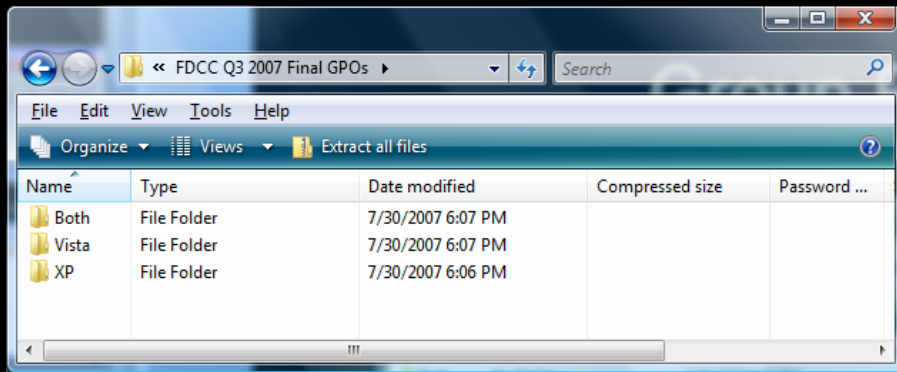 « FDCC Q3 2007 Final GPOs
Search
File Edit View Tools Help
Organize Views Extract all files
Name Type Date modified Compressed size Password ...
Both File Folder 7/30/2007 6:07 PM
Vista File Folder 7/30/2007 6:07 PM
XP File Folder 7/30/2007 6:06 PM